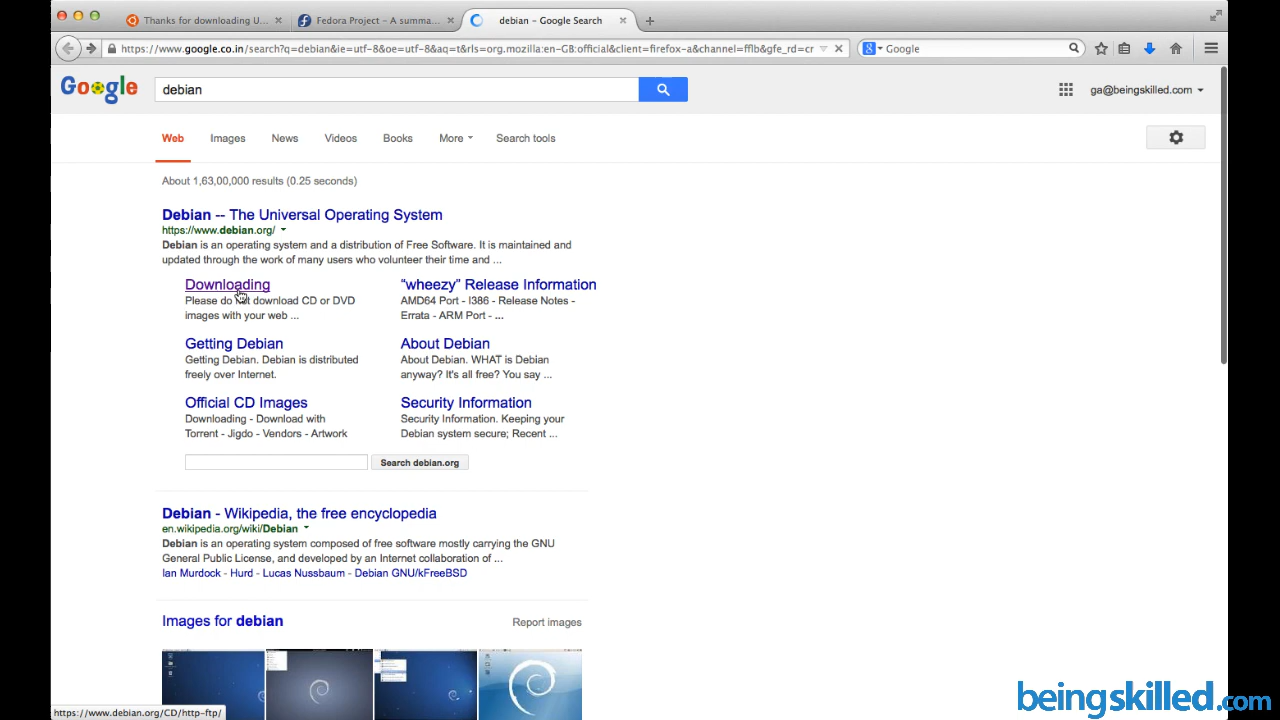 Thanks for downloading U...
Fedora Project - A summa...
debian - Google Search
https://www.google.co.in/search?q=debian&ie=utf-8&oe=utf-8&aq=t&rls=org.mozilla:en-GB:official&client=firefox-a&channel=fflb&gfe_rd=cr
Google
Google
debian
ga@beingskilled.com
Web Images News Videos Books More Search tools
About 1,63,00,000 results (0.25 seconds)
Debian -- The Universal Operating System
https://www.debian.org/
Debian is an operating system and a distribution of Free Software. It is maintained and
updated through the work of many users who volunteer their time and ...
Downloading
Please do not download CD or DVD
images with your web ...
"wheezy" Release Information
AMD64 Port - I386 - Release Notes -
Errata - ARM Port - ...
Getting Debian
Getting Debian. Debian is distributed
freely over Internet.
About Debian
About Debian. WHAT is Debian
anyway? It's all free? You say ...
Official CD Images
Downloading - Download with
Torrent - Jigdo - Vendors - Artwork
Security Information
Security Information. Keeping your
Debian system secure; Recent ...
Search debian.org
Debian - Wikipedia, the free encyclopedia
en.wikipedia.org/wiki/Debian
Debian is an operating system composed of free software mostly carrying the GNU
General Public License, and developed by an Internet collaboration of ...
Ian Murdock - Hurd - Lucas Nussbaum - Debian GNU/kFreeBSD
Images for debian
Report images
https://www.debian.org/CD/http-ftp/
beingskilled.com